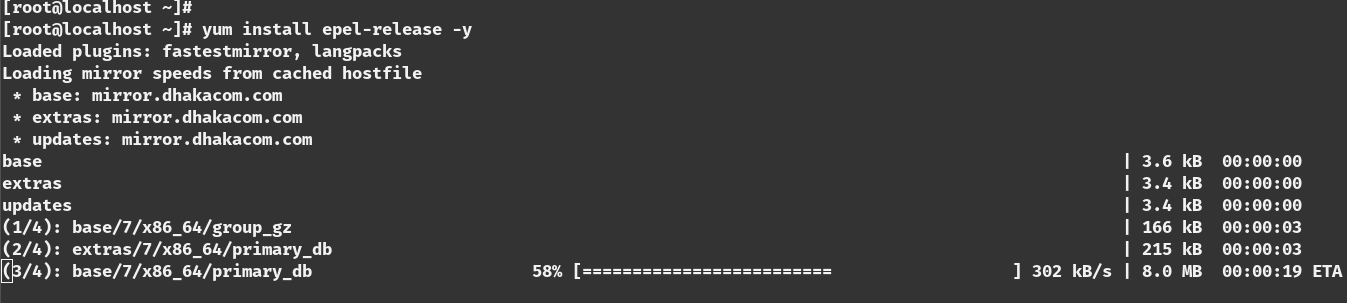 [root@localhost ~]#
[root@localhost ~]# yum install epel-release -y
Loaded plugins: fastestmirror, langpacks
Loading mirror speeds from cached hostfile
 * base: mirror.dhakacom.com
 * extras: mirror.dhakacom.com
 * updates: mirror.dhakacom.com
base | 3.6 kB 00:00:00
extras | 3.4 kB 00:00:00
updates | 3.4 kB 00:00:00
(1/4): base/7/x86_64/group_gz | 166 kB 00:00:03
(2/4): extras/7/x86_64/primary_db | 215 kB 00:00:03
(3/4): base/7/x86_64/primary_db 58% [========================= ] 302 kB/s | 8.0 MB 00:00:19 ETA